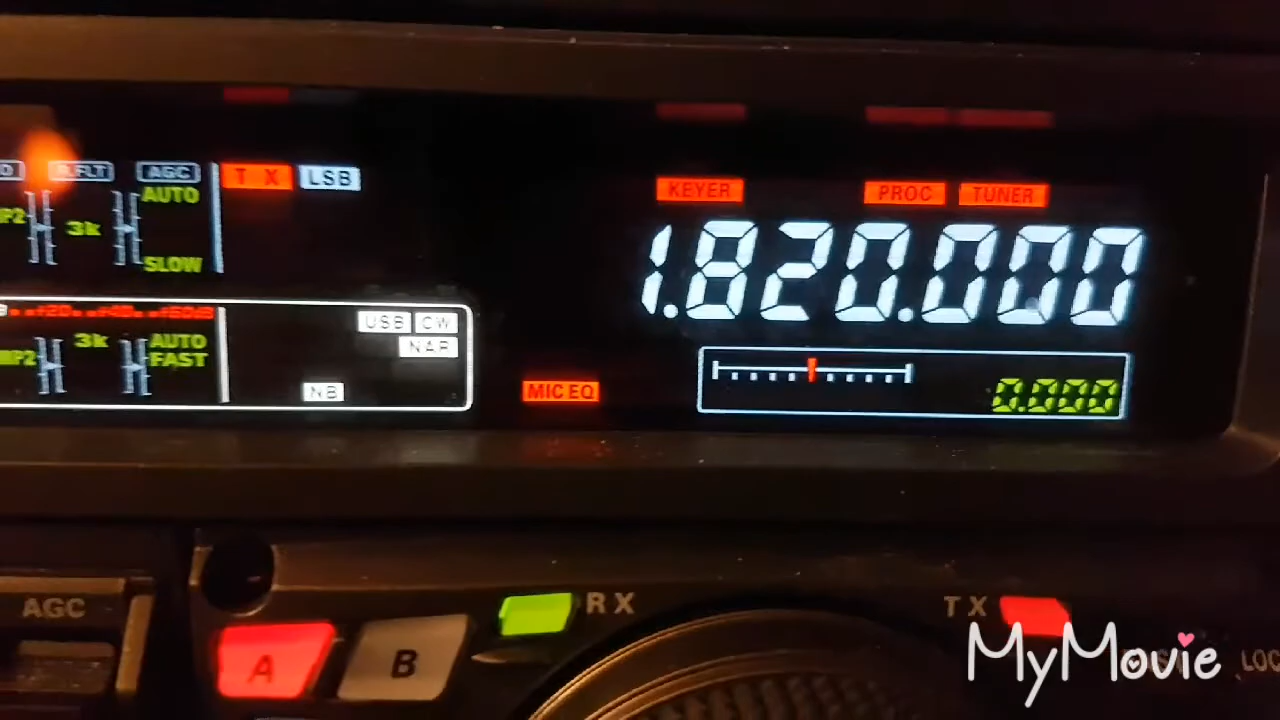 AGC
TX LSB
KEYER PROC TUNER
AUTO
3k
SLOW
1.820.000
USB CW
3k AUTO
NAR
FAST
NB
MIC EQ
0.000
AGC
RX
TX
A B
MyMovie